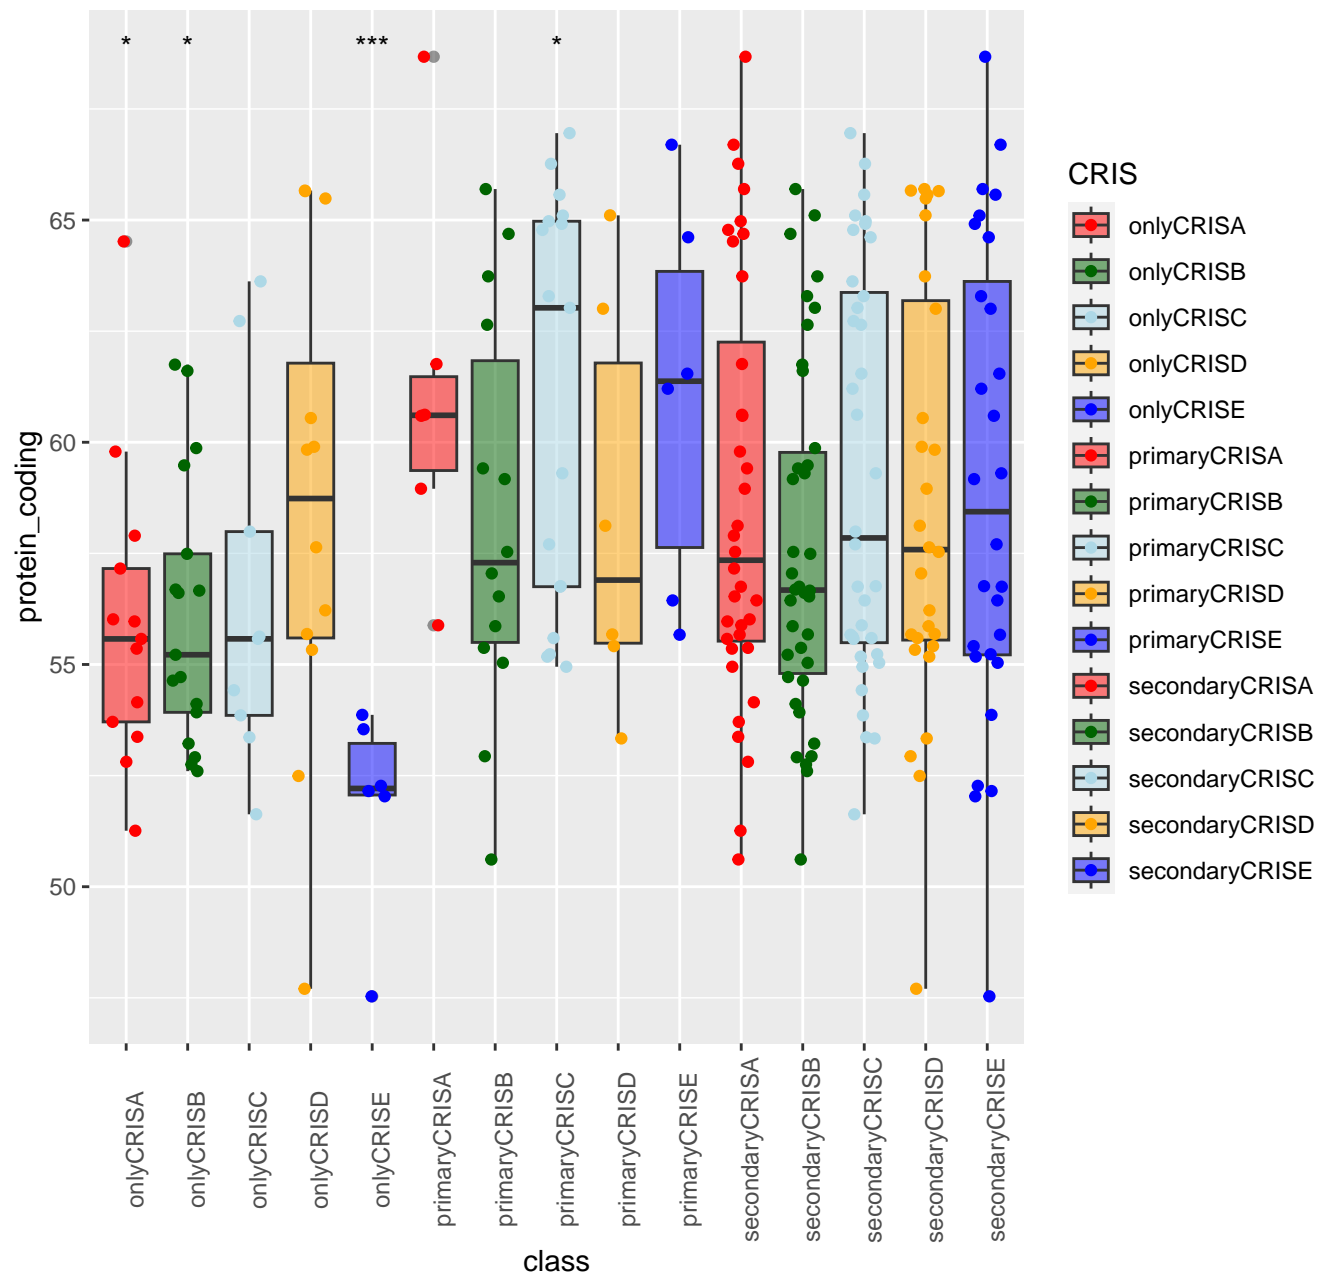 * * *** *
65
60
55
50
protein_coding
onlyCRISA
onlyCRISB
onlyCRISC
onlyCRISD
onlyCRISE
primaryCRISA
primaryCRISB
primaryCRISC
primaryCRISD
primaryCRISE
secondaryCRISA
secondaryCRISB
secondaryCRISC
secondaryCRISD
secondaryCRISE
class
CRIS
onlyCRISA
onlyCRISB
onlyCRISC
onlyCRISD
onlyCRISE
primaryCRISA
primaryCRISB
primaryCRISC
primaryCRISD
primaryCRISE
secondaryCRISA
secondaryCRISB
secondaryCRISC
secondaryCRISD
secondaryCRISE